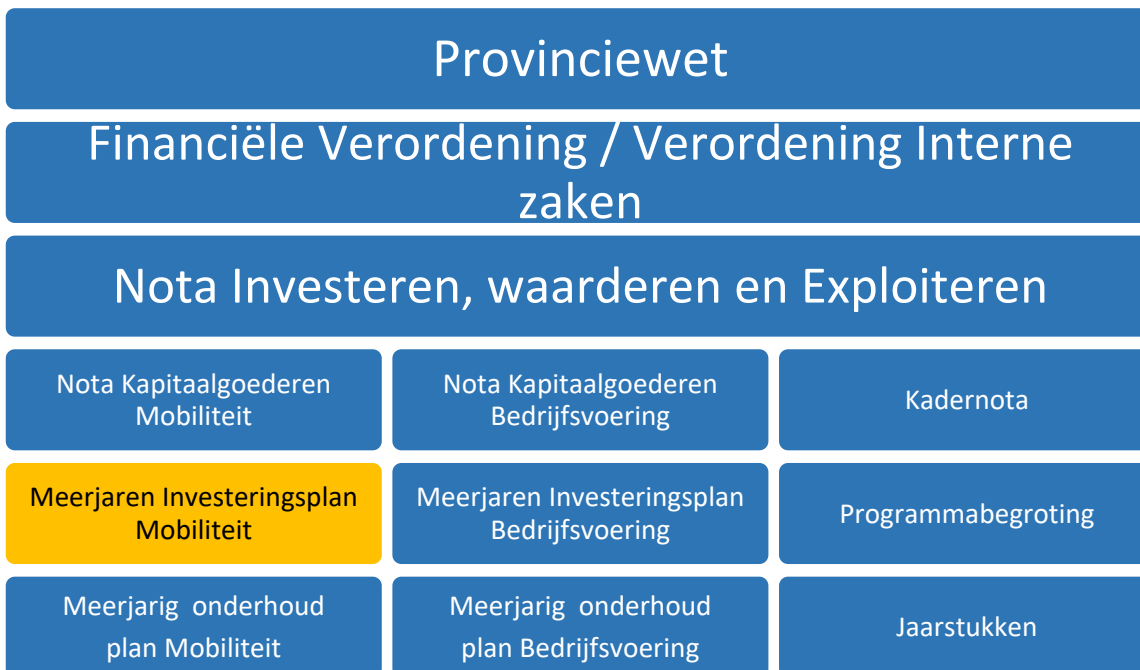 Provinciewet
Financiële Verordening / Verordening Interne
zaken
Nota Investeren, waarderen en Exploiteren
Nota Kapitaalgoederen
Mobiliteit
Nota Kapitaalgoederen
Bedrijfsvoering
Kadernota
Meerjaren Investeringsplan
Mobiliteit
Meerjaren Investeringsplan
Bedrijfsvoering
Programmabegroting
Meerjarig onderhoud
plan Mobiliteit
Meerjarig onderhoud
plan Bedrijfsvoering
Jaarstukken